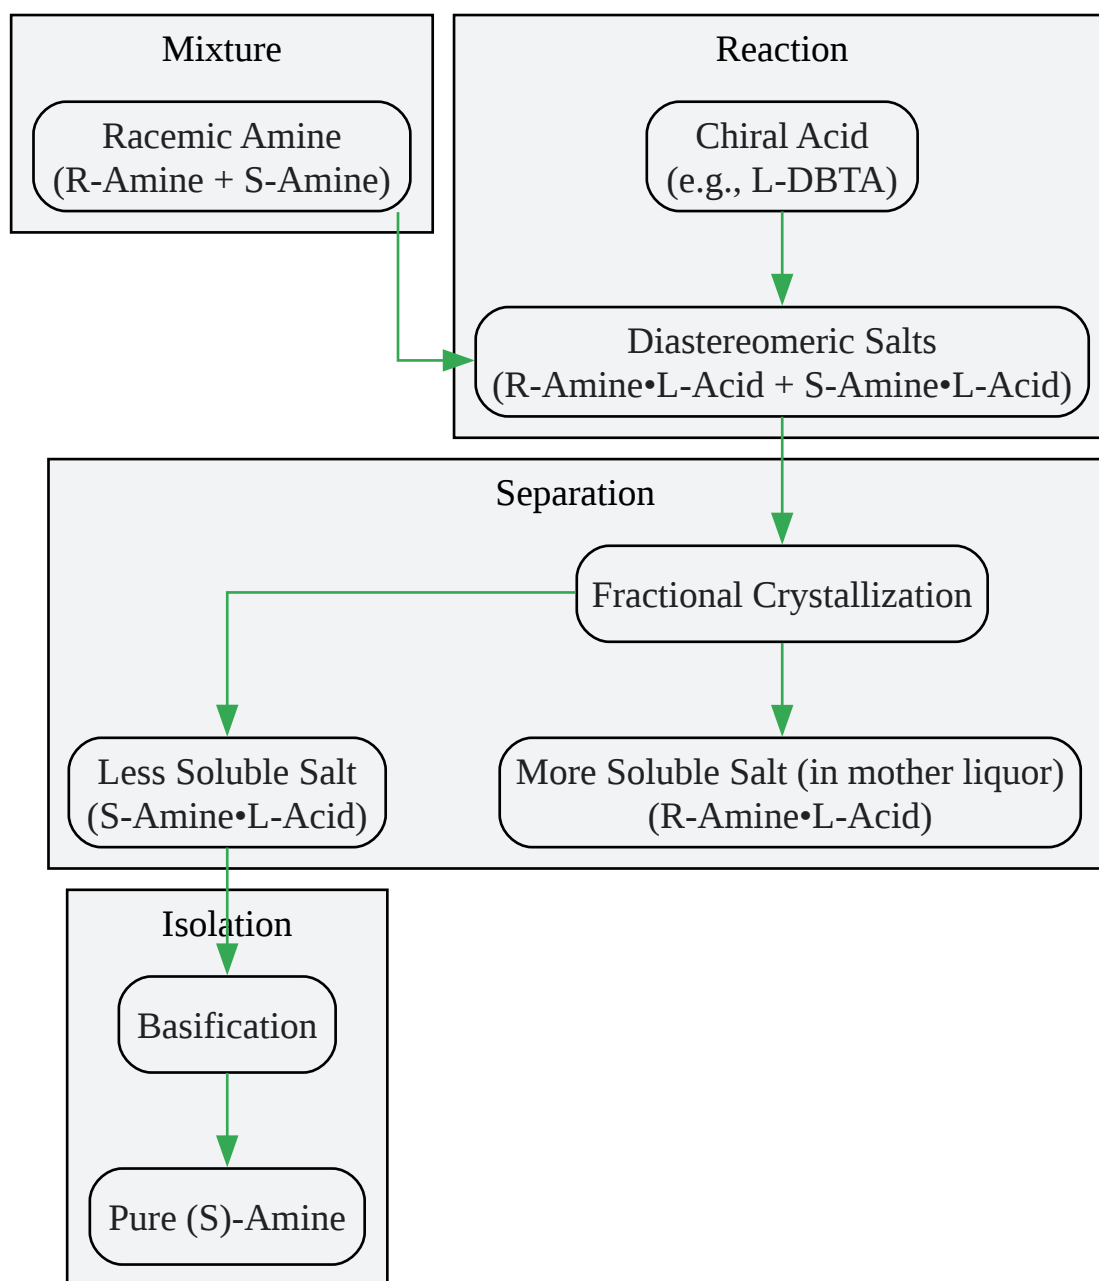 Mixture
Racemic Amine
(R-Amine + S-Amine)
Reaction
Chiral Acid
(e.g., L-DBTA)
Diastereomeric Salts
(R-Amine•L-Acid + S-Amine•L-Acid)
Separation
Fractional Crystallization
Less Soluble Salt
(S-Amine•L-Acid)
More Soluble Salt (in mother liquor)
(R-Amine•L-Acid)
Isolation
Basification
Pure (S)-Amine